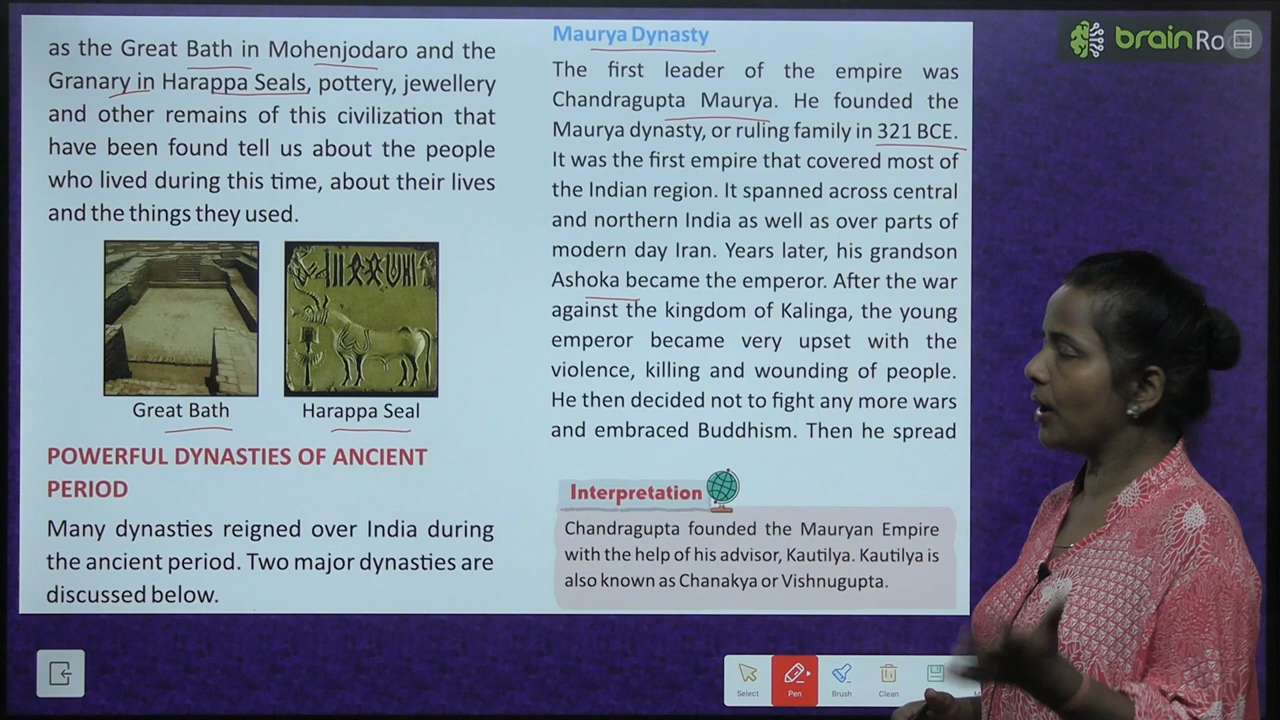 as the Great Bath in Mohenjodaro and the
Granary in Harappa Seals, pottery, jewellery
and other remains of this civilization that
have been found tell us about the people
who lived during this time, about their lives
and the things they used.
Great Bath
Harappa Seal
POWERFUL DYNASTIES OF ANCIENT
PERIOD
Many dynasties reigned over India during
the ancient period. Two major dynasties are
discussed below.
Maurya Dynasty
The first leader of the empire was
Chandragupta Maurya. He founded the
Maurya dynasty, or ruling family in 321 BCE.
It was the first empire that covered most of
the Indian region. It spanned across central
and northern India as well as over parts of
modern day Iran. Years later, his grandson
Ashoka became the emperor. After the war
against the kingdom of Kalinga, the young
emperor became very upset with the
violence, killing and wounding of people.
He then decided not to fight any more wars
and embraced Buddhism. Then he spread
Interpretation
Chandragupta founded the Mauryan Empire
with the help of his advisor, Kautilya. Kautilya is
also known as Chanakya or Vishnugupta.
brain
Select
Pen
Brush
Clean